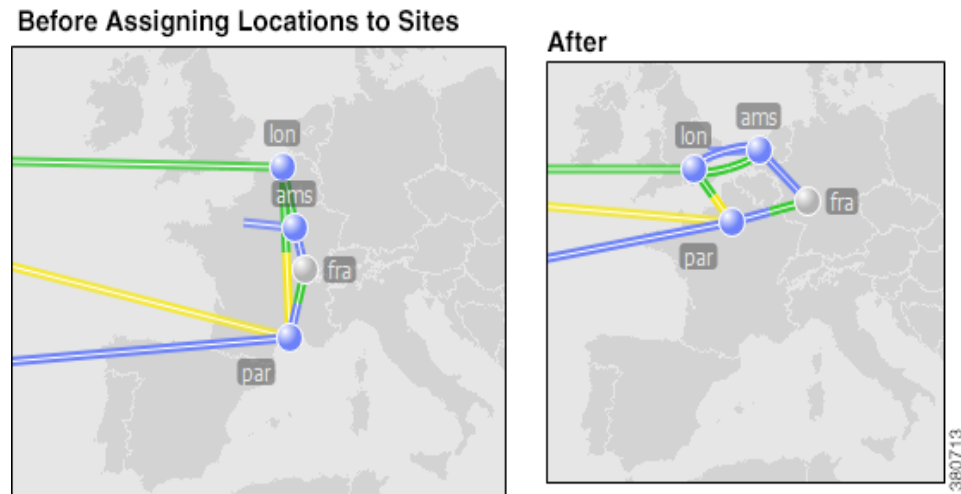 Before Assigning Locations to Sites
lon
ams
fra
par
After
ams
lon
fra
par
380713